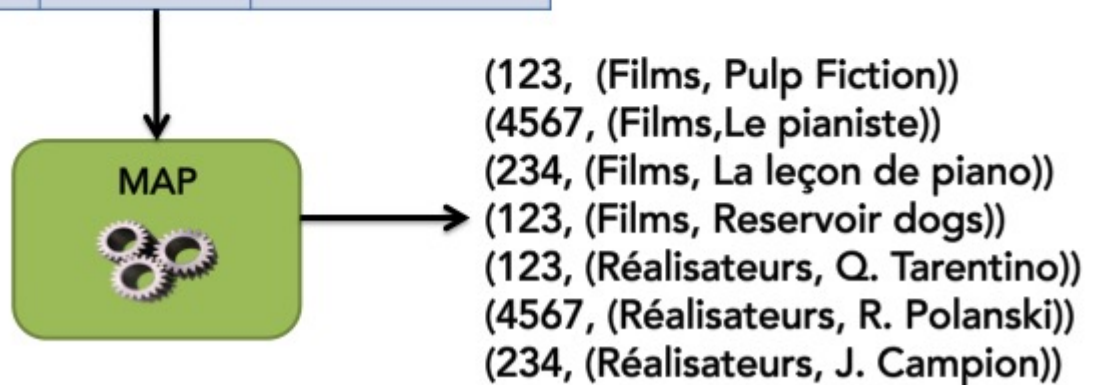 (123,  (Films, Pulp Fiction))
(4567, (Films,Le pianiste))
(234, (Films, La leçon de piano))
MAP
(123, (Films, Reservoir dogs))
(123, (Réalisateurs, Q. Tarentino))
(4567, (Réalisateurs, R. Polanski))
(234, (Réalisateurs, J. Campion))